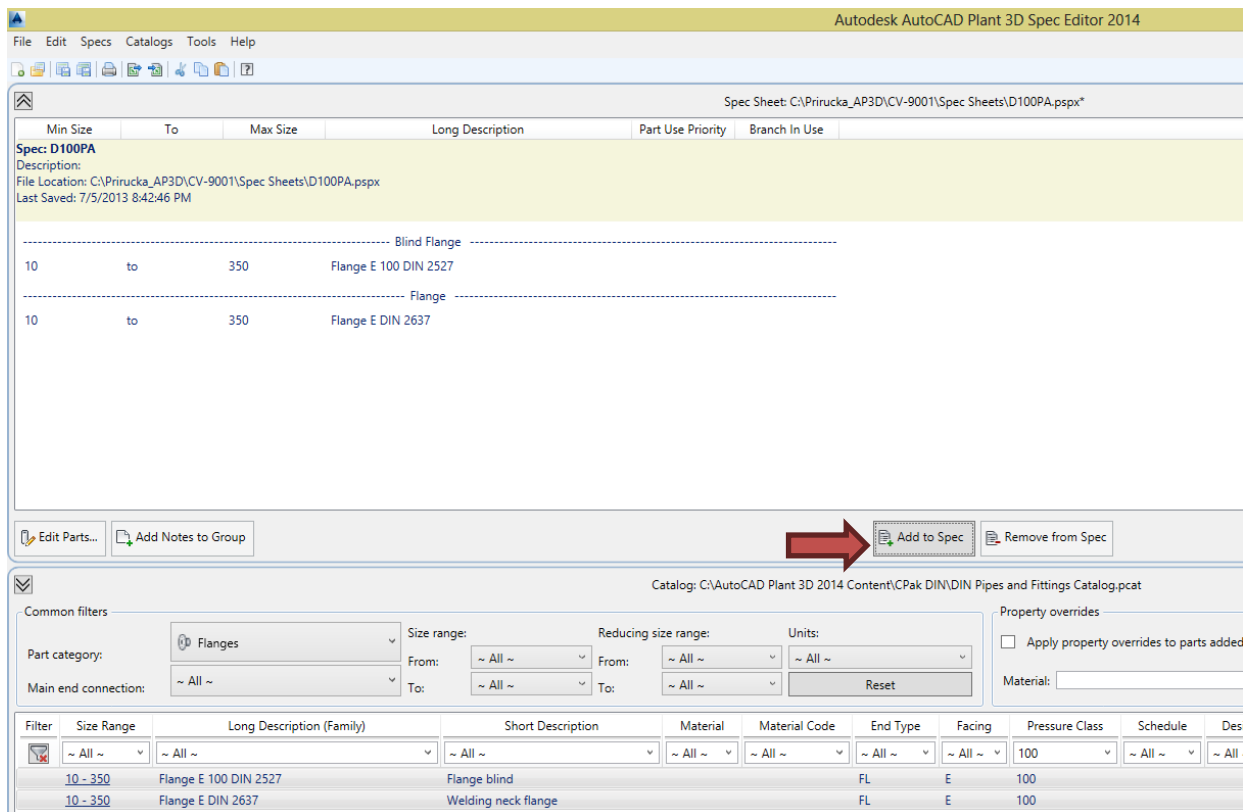 Autodesk AutoCAD Plant 3D Spec Editor 2014
File Edit Specs Catalogs Tools Help
Spec Sheet: C:\Prirucka_AP3D\CV-9001\Spec Sheets\D100PA.pspx*
Min Size To Max Size Long Description Part Use Priority Branch In Use
Spec: D100PA
Description:
File Location: C:\Prirucka_AP3D\CV-9001\Spec Sheets\D100PA.pspx
Last Saved: 7/5/2013 8:42:46 PM
Blind Flange
10 to 350 Flange E 100 DIN 2527
Flange
10 to 350 Flange E DIN 2637
Edit Parts... Add Notes to Group Add to Spec Remove from Spec
Catalog: C:\AutoCAD Plant 3D 2014 Content\CPak DIN\DIN Pipes and Fittings Catalog.pcat
Common filters Property overrides
Part category: Flanges Size range: Reducing size range: Units: Apply property overrides to parts added
From: ~ All ~ From: ~ All ~ ~ All ~
Main end connection: ~ All ~ To: ~ All ~ To: ~ All ~ Reset Material:
Filter Size Range Long Description (Family) Short Description Material Material Code End Type Facing Pressure Class Schedule Des
~ All ~ ~ All ~ ~ All ~ ~ All ~ ~ All ~ ~ All ~ ~ All ~ 100 ~ All ~ ~ All
10 - 350 Flange E 100 DIN 2527 Flange blind FL E 100
10 - 350 Flange E DIN 2637 Welding neck flange FL E 100